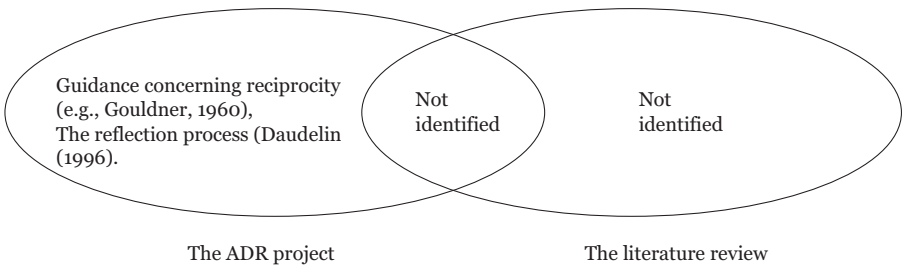 Guidance concerning reciprocity
(e.g., Gouldner, 1960),
The reflection process (Daudelin
(1996).
Not
identified
Not
identified
The ADR project
The literature review